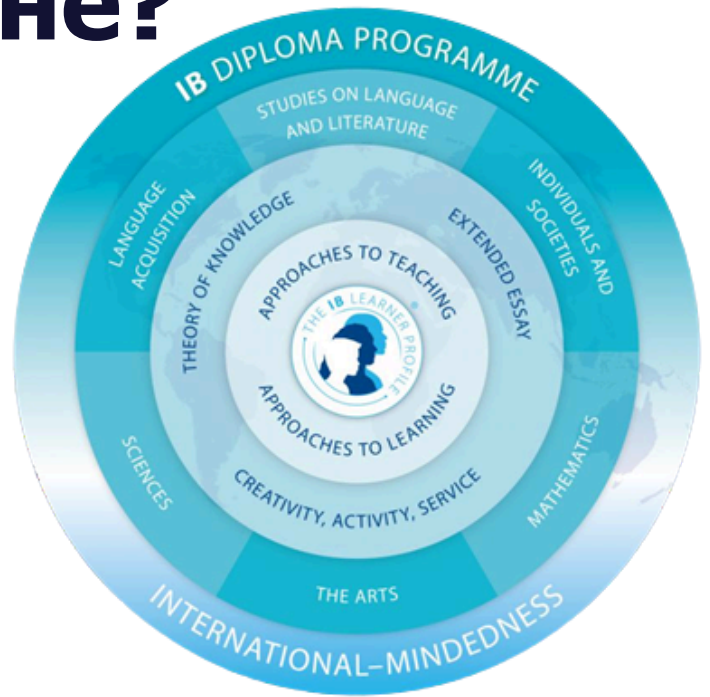 не?
IB DIPLOMA PROGRAMME
STUDIES ON LANGUAGE
AND LITERATURE
LANGUAGE
ACQUISITION
INDIVIDUALS AND
SOCIETIES
THEORY OF KNOWLEDGE
EXTENDED ESSAY
APPROACHES TO TEACHING
THE IB LEARNER PROFILE
®
APPROACHES TO LEARNING
SCIENCES
MATHEMATICS
CREATIVITY, ACTIVITY, SERVICE
THE ARTS
INTERNATIONAL–MINDEDNESS